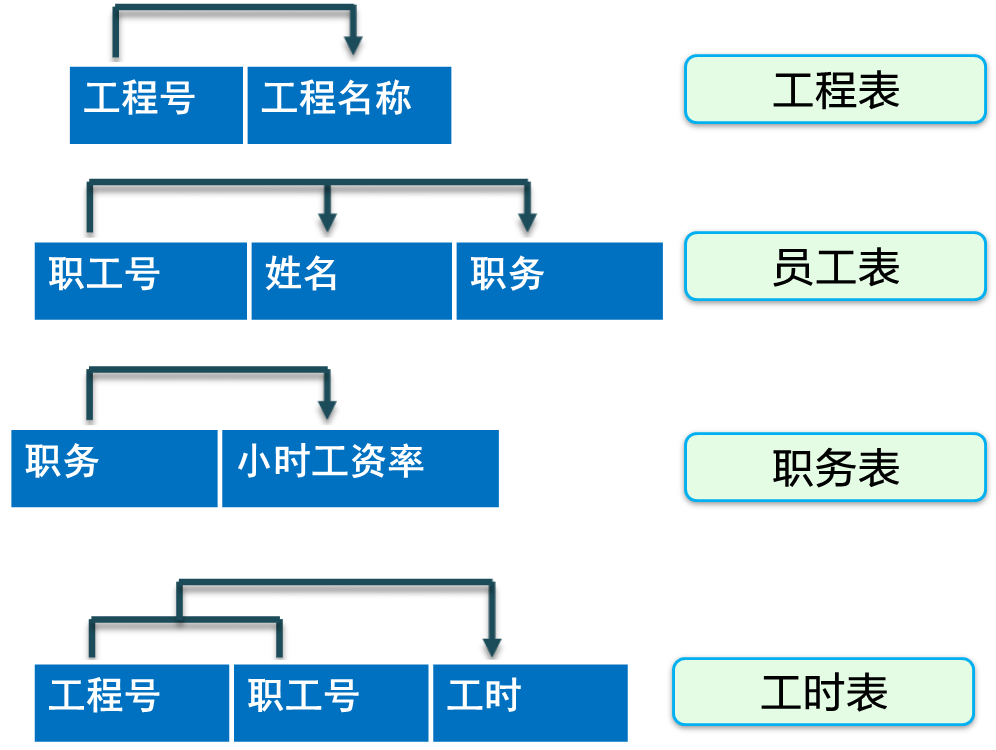 工程号 工程名称 工程表
职工号 姓名 职务 员工表
职务 小时工资率 职务表
工程号 职工号 工时 工时表